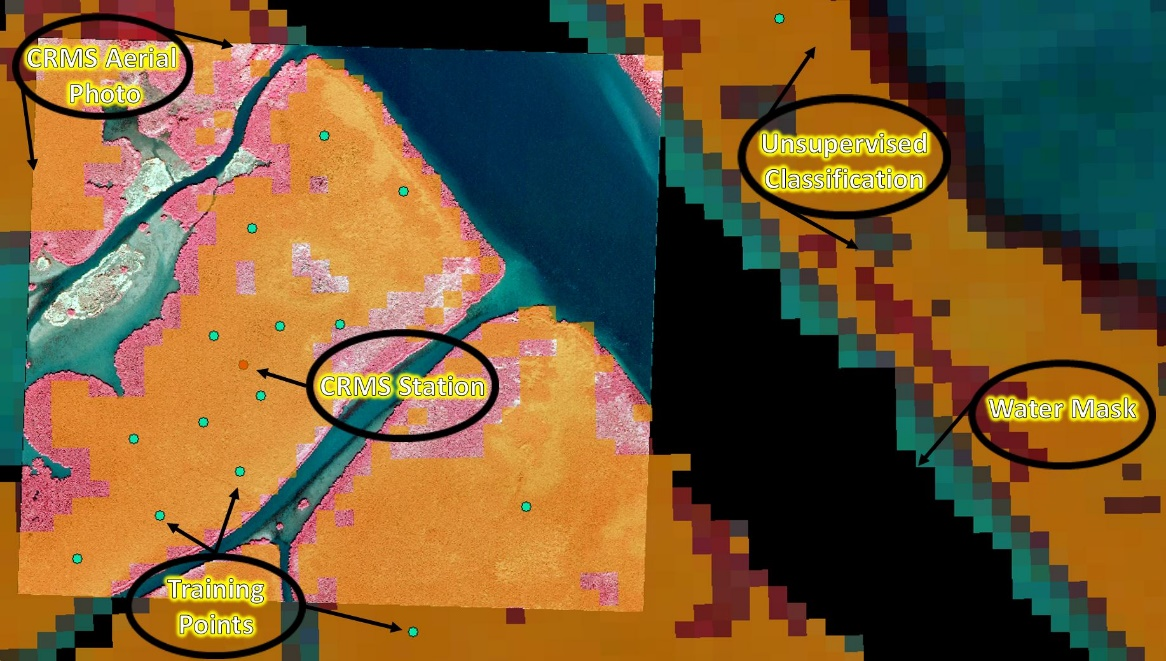 CRMS Aerial
Photo
Unsupervised
Classification
CRMS Station
Water Mask
Training
Points